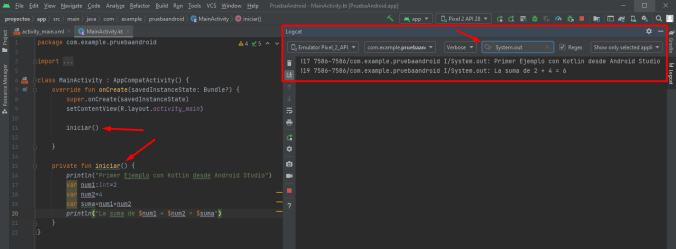 File Edit View Navigate Code Analyze Refactor Build Run Tools VCS Window Help PruebaAndroid
proyectos app src main java com example pruebaandroid MainActivity iniciar()
app Pixel 2 API 28
activity_main.xml MainActivity.kt
Logcat
Emulator Pixel_2_API com.example.pruebaan Verbose System.out Regex Show only selected appli
!17 7586-7586/com.example.pruebaandroid I/System.out: Primer Ejemplo con Kotlin desde Android Studio
!19 7586-7586/com.example.pruebaandroid I/System.out: La suma de 2 + 4 = 6
Project
Resource Manager
Gradle
Logcat
package com.example.pruebaandroid
4 5
import ...
class MainActivity : AppCompatActivity() {
override fun onCreate(savedInstanceState: Bundle?) {
super.onCreate(savedInstanceState)
setContentView(R.layout.activity_main)
iniciar()
}
private fun iniciar() {
println("Primer Ejemplo con Kotlin desde Android Studio")
var num1:Int=2
var num2=4
var suma=num1+num2
println("La suma de $num1 + $num2 = $suma")
}
}